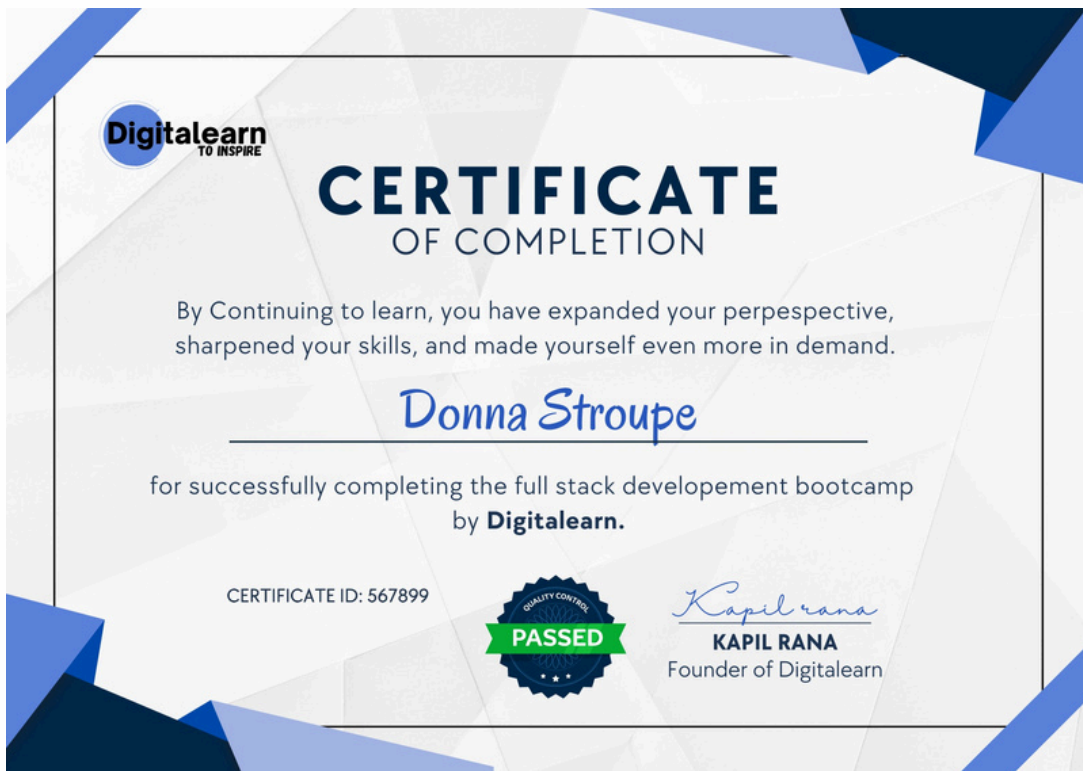 Digitalearn
TO INSPIRE
CERTIFICATE
OF COMPLETION
By Continuing to learn, you have expanded your perpespective,
sharpened your skills, and made yourself even more in demand.
Donna Stroupe
for successfully completing the full stack developement bootcamp
by Digitalearn.
CERTIFICATE ID: 567899
QUALITY CONTROL
PASSED
Kapil rana
KAPIL RANA
Founder of Digitalearn